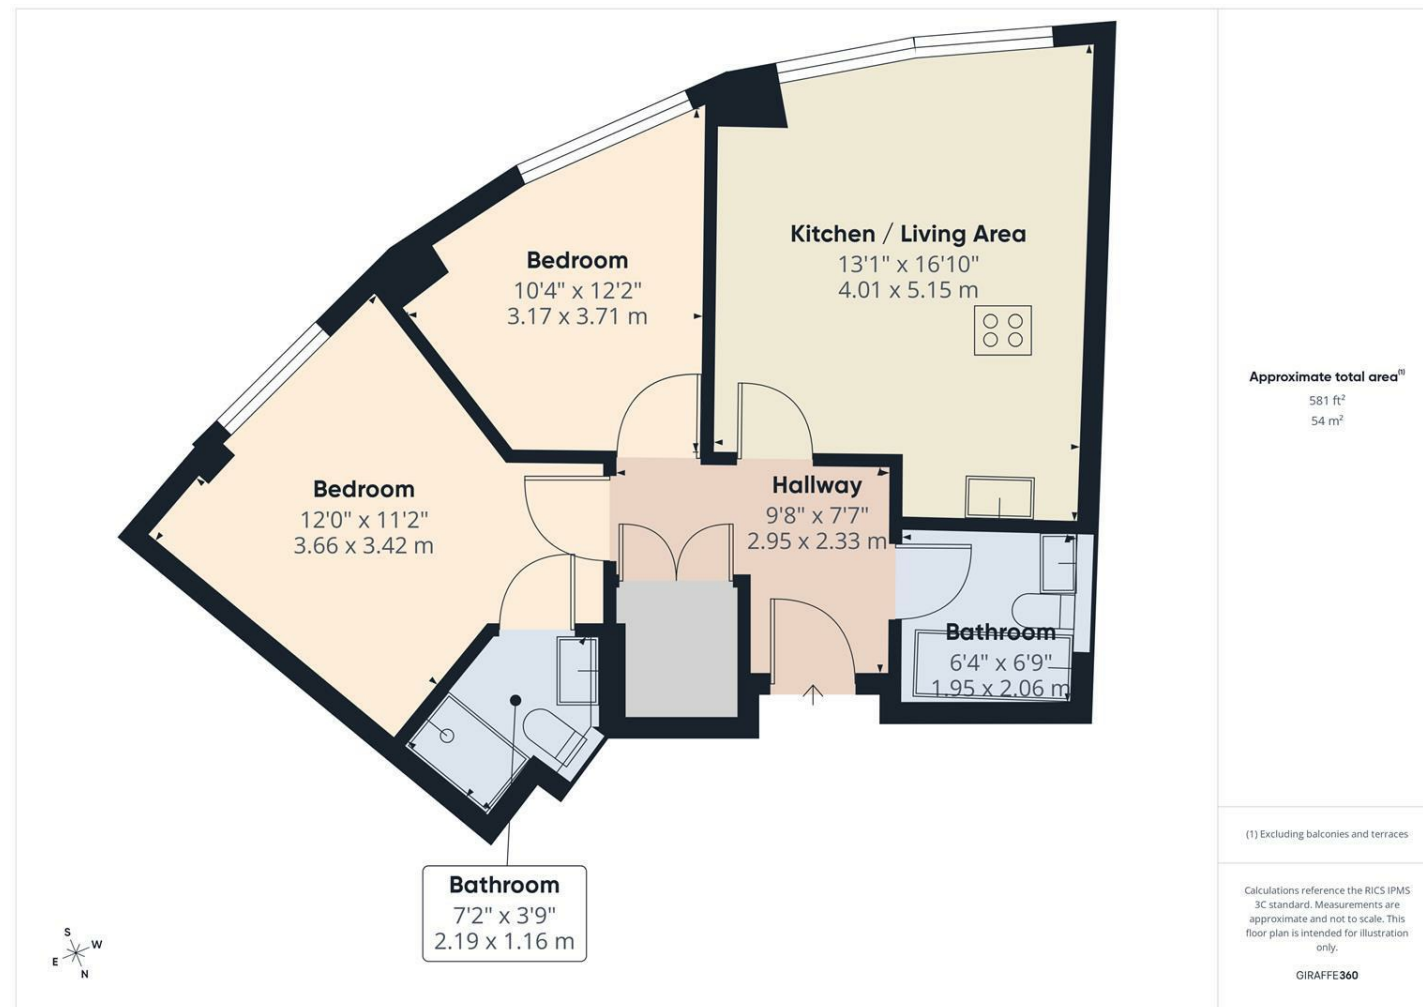 Kitchen / Living Area
13'1" x 16'10"
4.01 x 5.15 m
Bedroom
10'4" x 12'2"
3.17 x 3.71 m
Bedroom
12'0" x 11'2"
3.66 x 3.42 m
Hallway
9'8" x 7'7"
2.95 x 2.33 m
Bathroom
6'4" x 6'9"
1.95 x 2.06 m
Bathroom
7'2" x 3'9"
2.19 x 1.16 m
S
W
E
N
Approximate total area(1)
581 ft²
54 m²
(1) Excluding balconies and terraces
Calculations reference the RICS IPMS
3C standard. Measurements are
approximate and not to scale. This
floor plan is intended for illustration
only.
GIRAFFE360